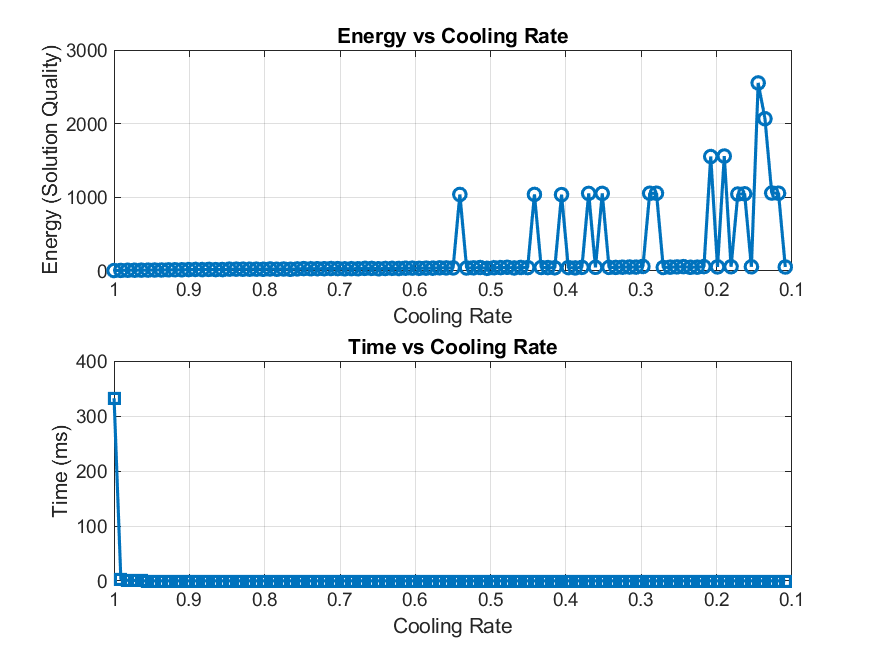 Energy vs Cooling Rate
Energy (Solution Quality)
3000
2000
1000
0
1 0.9 0.8 0.7 0.6 0.5 0.4 0.3 0.2 0.1
Cooling Rate
Time vs Cooling Rate
Time (ms)
400
300
200
100
0
1 0.9 0.8 0.7 0.6 0.5 0.4 0.3 0.2 0.1
Cooling Rate